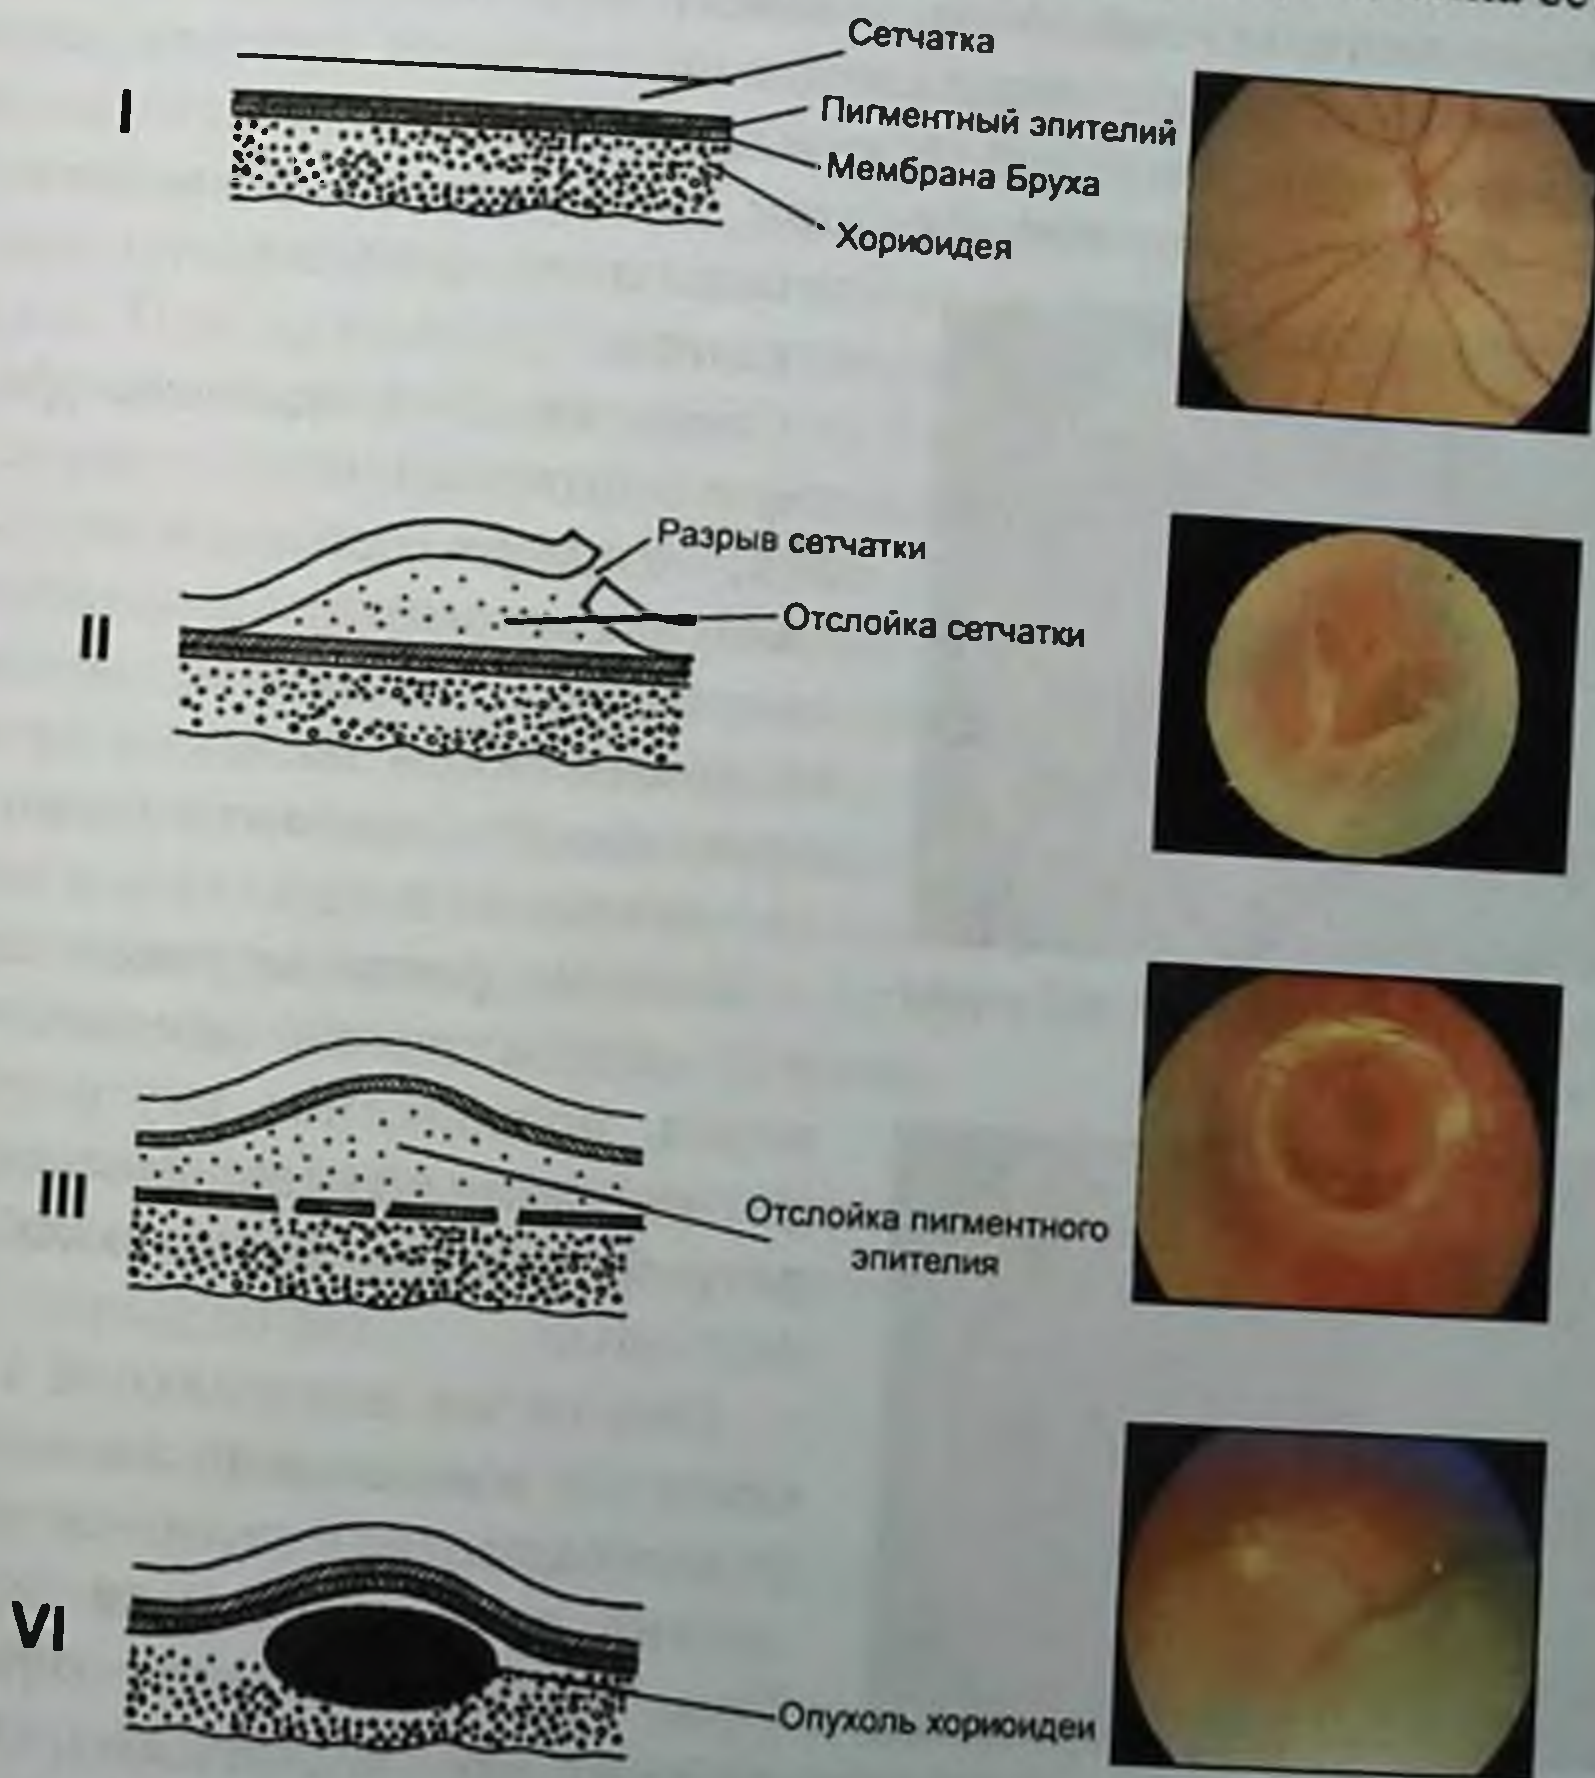 Сетчатка
I
Пигментный эпителий
Мембрана Бруха
Хориоидея
Разрыв сетчатки
II
Отслойка сетчатки
III
Отслойка пигментного
эпителия
VI
Опухоль хориоидеи